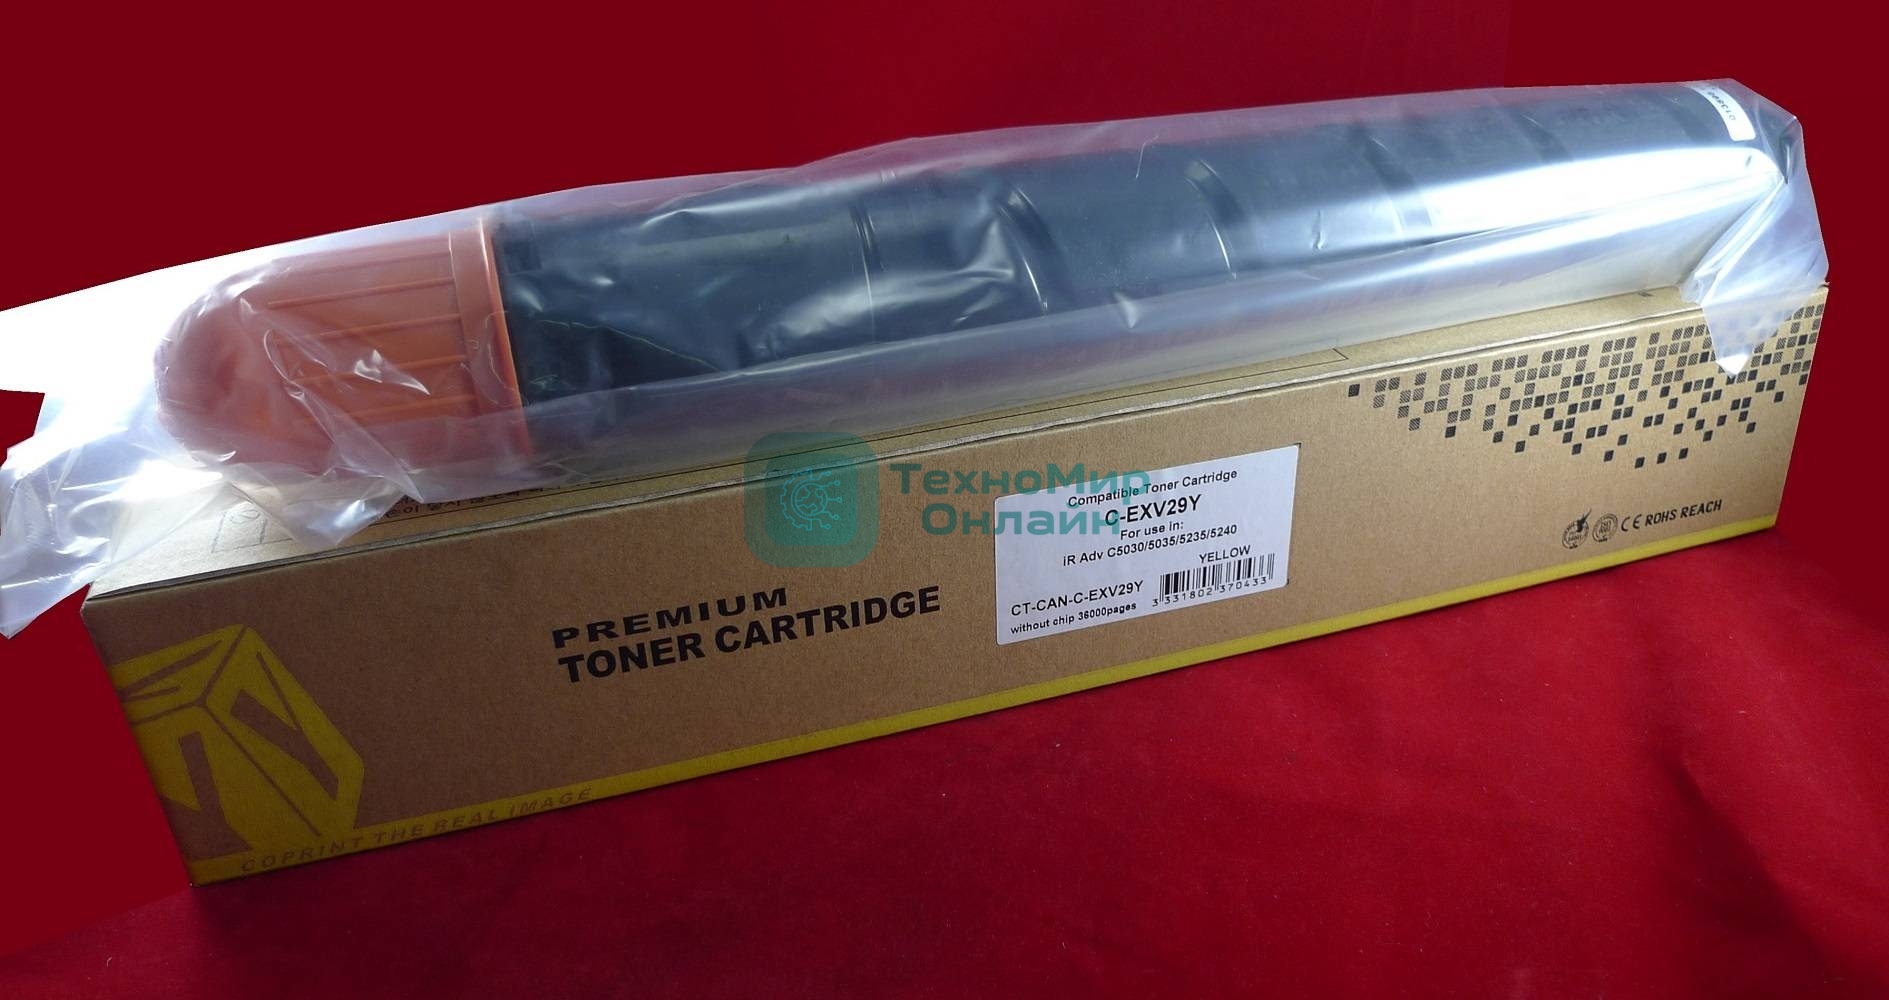 ТехноМир
Онлайн
Compatible Toner Cartridge
C-EXV29Y
For use in:
iR Adv C5030/5035/5235/5240
YELLOW
CT-CAN-C-EXV29Y
3 331802 370433
without chip 36000pages
CE ROHS REACH
PREMIUM
TONER CARTRIDGE
COPRINT THE REAL IMAGE